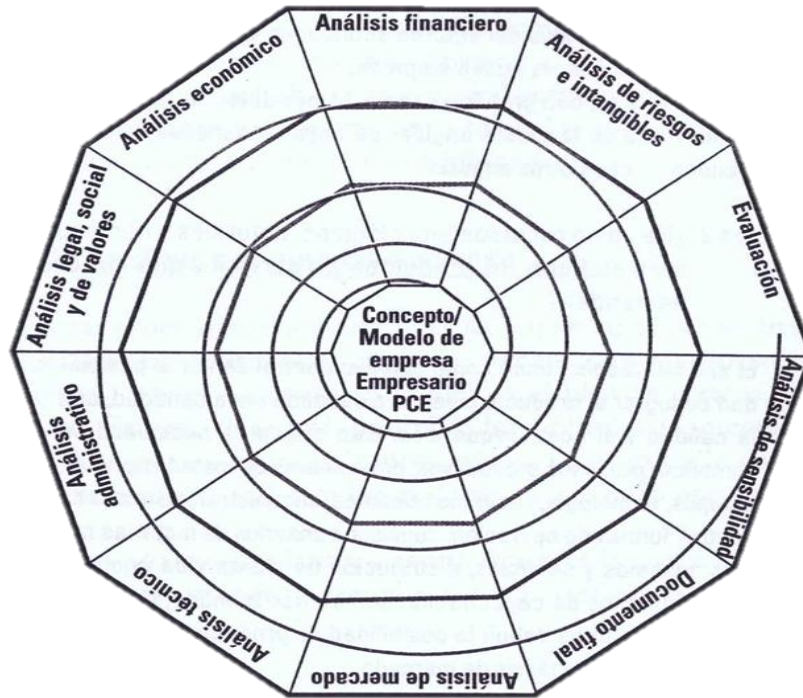 Análisis financiero
Análisis de riesgos
e intangibles
Evaluación
Análisis de sensibilidad
Documento final
Análisis de mercado
Análisis técnico
Análisis
administrativo
Análisis legal, social
y de valores
Análisis económico
Concepto/
Modelo de
empresa
Empresario
PCE